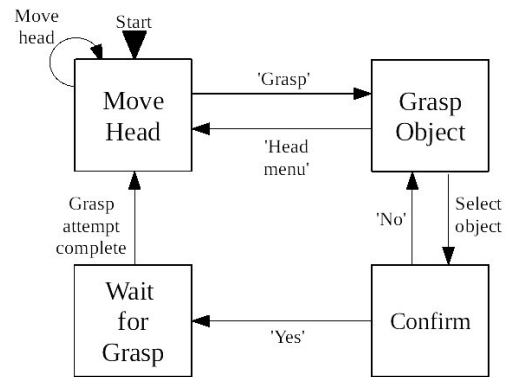 Move
head
Start
Move
Head
'Grasp'
Grasp
Object
'Head
menu'
Grasp
attempt
complete
'No'
Select
object
Wait
for
Grasp
'Yes'
Confirm